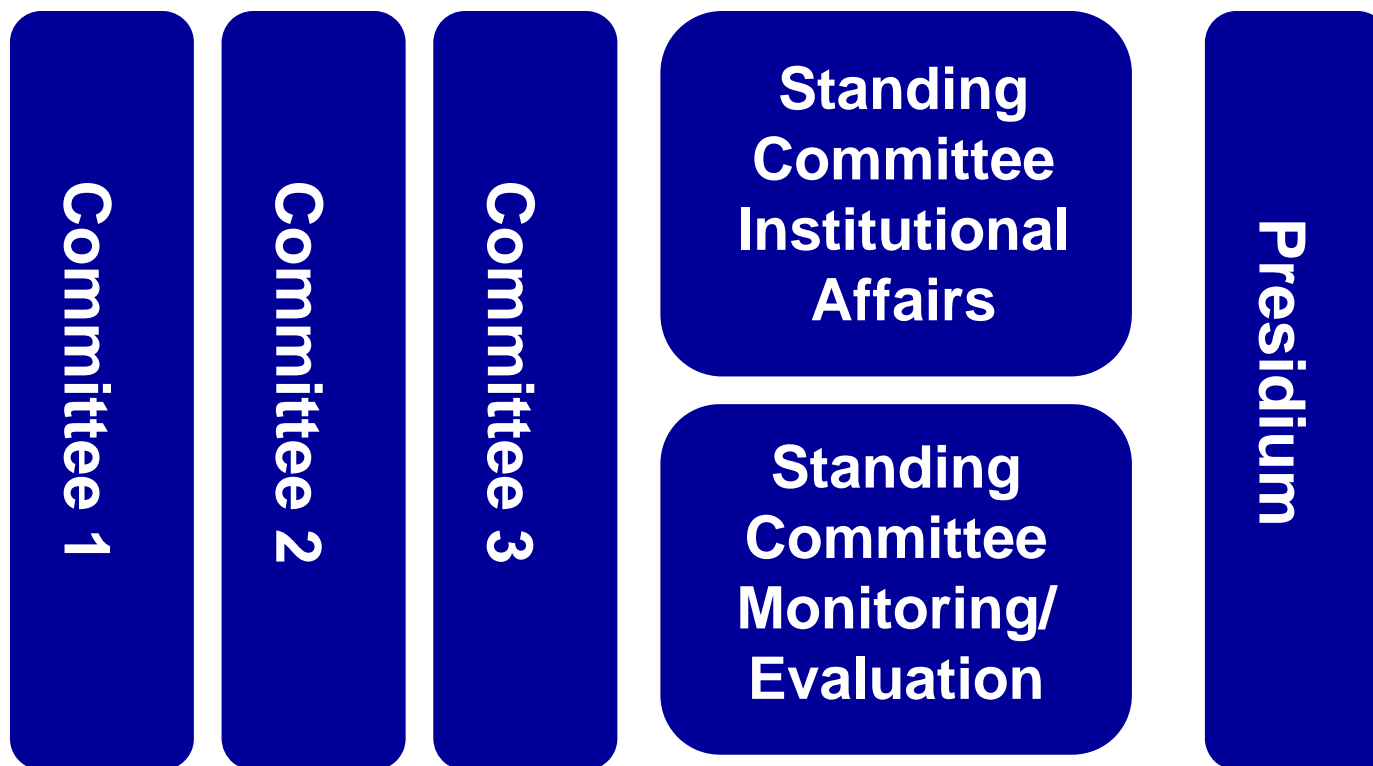 Committee 1
Committee 2
Committee 3
Standing
Committee
Institutional
Affairs
Standing
Committee
Monitoring/
Evaluation
Presidium